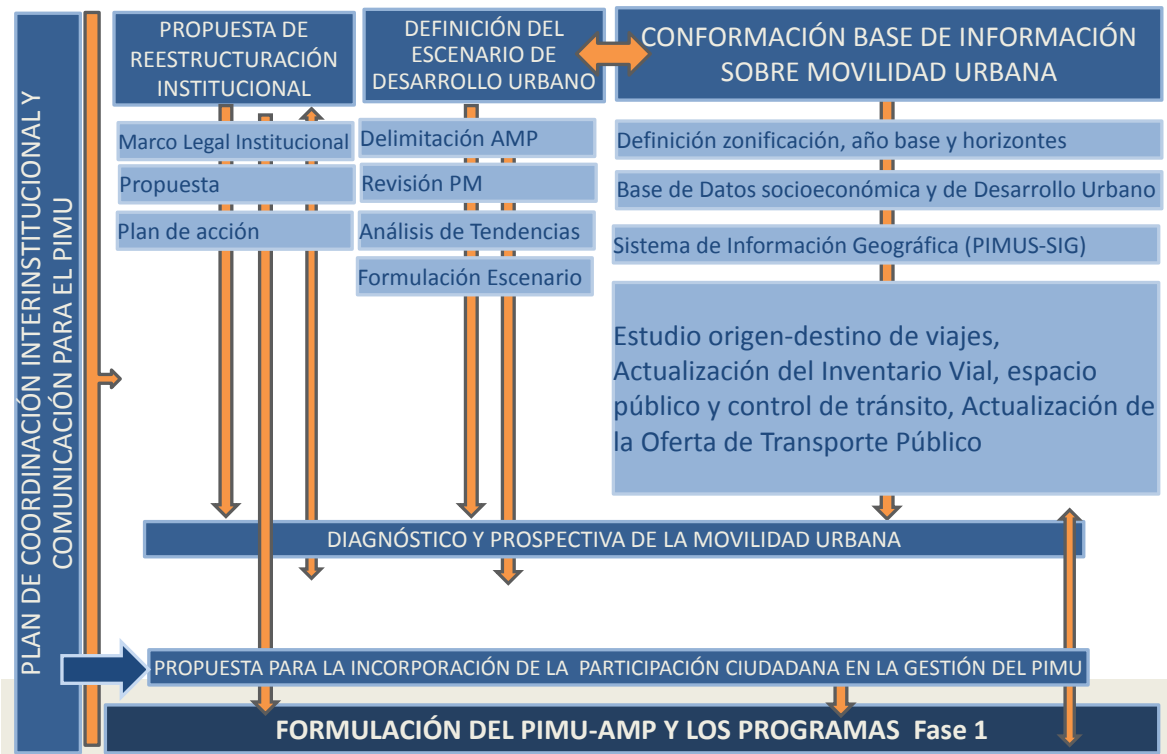 PLAN DE COORDINACIÓN INTERINSTITUCIONAL Y
COMUNICACIÓN PARA EL PIMU
PROPUESTA DE
REESTRUCTURACIÓN
INSTITUCIONAL
Marco Legal Institucional
Propuesta
Plan de acción
DEFINICIÓN DEL
ESCENARIO DE
DESARROLLO URBANO
Delimitación AMP
Revisión PM
Análisis de Tendencias
Formulación Escenario
CONFORMACIÓN BASE DE INFORMACIÓN
SOBRE MOVILIDAD URBANA
Definición zonificación, año base y horizontes
Base de Datos socioeconómica y de Desarrollo Urbano
Sistema de Información Geográfica (PIMUS-SIG)
Estudio origen-destino de viajes,
Actualización del Inventario Vial, espacio
público y control de tránsito, Actualización de
la Oferta de Transporte Público
DIAGNÓSTICO Y PROSPECTIVA DE LA MOVILIDAD URBANA
PROPUESTA PARA LA INCORPORACIÓN DE LA PARTICIPACIÓN CIUDADANA EN LA GESTIÓN DEL PIMU
FORMULACIÓN DEL PIMU-AMP Y LOS PROGRAMAS Fase 1